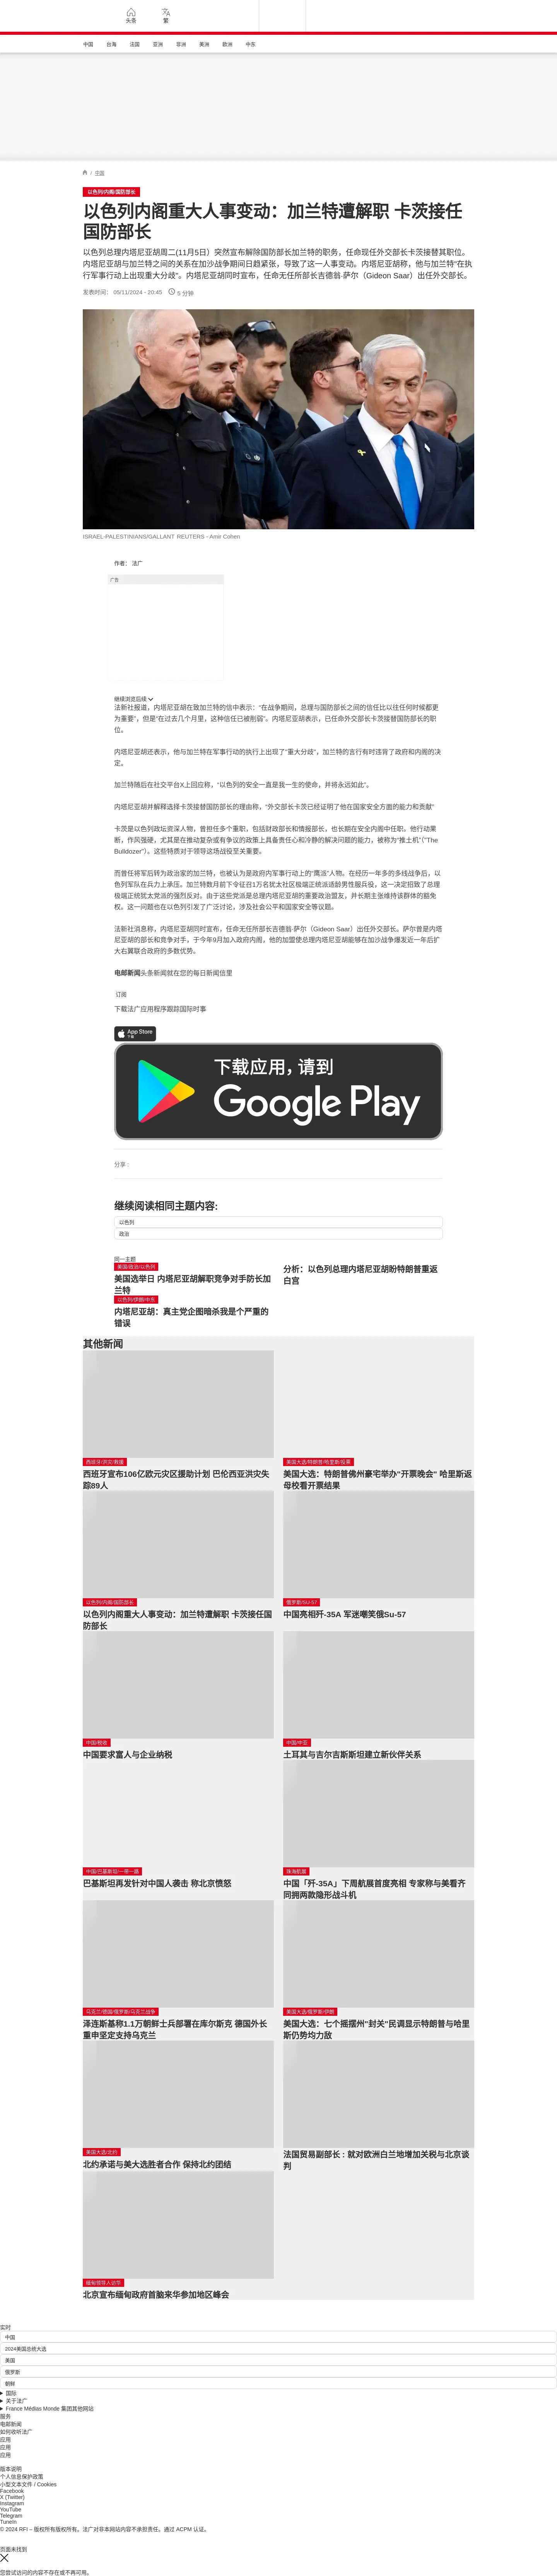 头条
繁
中国 台海 法国 亚洲 非洲 美洲 欧洲 中东
/ 中国
以色列/内阁/国防部长
以色列内阁重大人事变动：加兰特遭解职 卡茨接任
国防部长
以色列总理内塔尼亚胡周二(11月5日）突然宣布解除国防部长加兰特的职务，任命现任外交部长卡茨接替其职位。
内塔尼亚胡与加兰特之间的关系在加沙战争期间日趋紧张，导致了这一人事变动。内塔尼亚胡称，他与加兰特“在执
行军事行动上出现重大分歧”。内塔尼亚胡同时宣布，任命无任所部长吉德翁·萨尔（Gideon Saar）出任外交部长。
发表时间： 05/11/2024 - 20:45 5 分钟
ISRAEL-PALESTINIANS/GALLANT REUTERS - Amir Cohen
作者： 法广
广告
继续浏览后续
法新社报道，内塔尼亚胡在致加兰特的信中表示：“在战争期间，总理与国防部长之间的信任比以往任何时候都更
为重要”，但是“在过去几个月里，这种信任已被削弱”。内塔尼亚胡表示，已任命外交部长卡茨接替国防部长的职
位。
内塔尼亚胡还表示，他与加兰特在军事行动的执行上出现了“重大分歧”，加兰特的言行有时违背了政府和内阁的决
定。
加兰特随后在社交平台X上回应称，“以色列的安全一直是我一生的使命，并将永远如此”。
内塔尼亚胡并解释选择卡茨接替国防部长的理由称，“外交部长卡茨已经证明了他在国家安全方面的能力和贡献”
卡茨是以色列政坛资深人物，曾担任多个重职，包括财政部长和情报部长，也长期在安全内阁中任职。他行动果
断，作风强硬，尤其是在推动复杂或有争议的政策上具备责任心和冷静的解决问题的能力，被称为“推土机”（"The
Bulldozer"）。这些特质对于领导这场战役至关重要。
而曾任将军后转为政治家的加兰特，也被认为是政府内军事行动上的“鹰派”人物。在经历一年多的多线战争后，以
色列军队在兵力上承压。加兰特数月前下令征召1万名犹太社区极端正统派适龄男性服兵役，这一决定招致了总理
极端正统犹太党派的强烈反对。由于这些党派是总理内塔尼亚胡的重要政治盟友，并长期主张维持该群体的豁免
权。这一问题也在以色列引发了广泛讨论，涉及社会公平和国家安全等议题。
法新社消息称，内塔尼亚胡同时宣布，任命无任所部长吉德翁·萨尔（Gideon Saar）出任外交部长。萨尔曾是内塔
尼亚胡的部长和竞争对手，于今年9月加入政府内阁，他的加盟使总理内塔尼亚胡能够在加沙战争爆发近一年后扩
大右翼联合政府的多数优势。
电邮新闻头条新闻就在您的每日新闻信里
订阅
下载法广应用程序跟踪国际时事
App Store
下载
下载应用，请到
Google Play
分享 :
继续阅读相同主题内容:
以色列
政治
同一主题
美国/政治/以色列
美国选举日 内塔尼亚胡解职竞争对手防长加
兰特
分析：以色列总理内塔尼亚胡盼特朗普重返
白宫
以色列/伊朗/中东
内塔尼亚胡：真主党企图暗杀我是个严重的
错误
其他新闻
西班牙/洪灾/救援
西班牙宣布106亿欧元灾区援助计划 巴伦西亚洪灾失
踪89人
美国大选/特朗普/哈里斯/投票
美国大选：特朗普佛州豪宅举办"开票晚会" 哈里斯返
母校看开票结果
以色列/内阁/国防部长
以色列内阁重大人事变动：加兰特遭解职 卡茨接任国
防部长
俄罗斯/SU-57
中国亮相歼-35A 军迷嘲笑俄Su-57
中国/税收
中国要求富人与企业纳税
中国/中亚
土耳其与吉尔吉斯斯坦建立新伙伴关系
中国/巴基斯坦/一带一路
巴基斯坦再发针对中国人袭击 称北京愤怒
珠海航展
中国「歼-35A」下周航展首度亮相 专家称与美看齐
同拥两款隐形战斗机
乌克兰/德国/俄罗斯/乌克兰战争
泽连斯基称1.1万朝鲜士兵部署在库尔斯克 德国外长
重申坚定支持乌克兰
美国大选/俄罗斯/伊朗
美国大选：七个摇摆州"封关"民调显示特朗普与哈里
斯仍势均力敌
美国大选/北约
北约承诺与美大选胜者合作 保持北约团结
法国贸易副部长 : 就对欧洲白兰地增加关税与北京谈
判
缅甸领导人访华
北京宣布缅甸政府首脑来华参加地区峰会
实时
中国
2024美国总统大选
美国
俄罗斯
朝鲜
国际
关于法广
France Médias Monde 集团其他网站
服务
电邮新闻
如何收听法广
应用
应用
应用
版本说明
个人信息保护政策
小型文本文件 / Cookies
Facebook
X (Twitter)
Instagram
YouTube
Telegram
TuneIn
© 2024 RFI – 版权所有版权所有。法广对非本网站内容不承担责任。通过 ACPM 认证。
页面未找到
您尝试访问的内容不存在或不再可用。